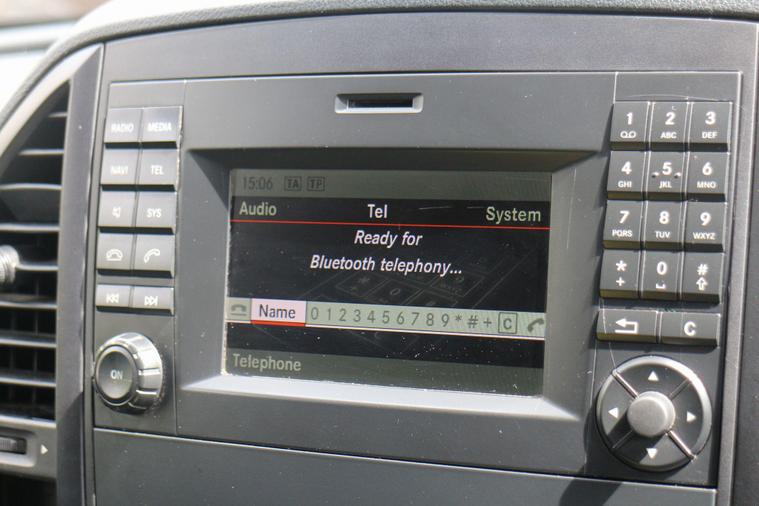 RADIO MEDIA
NAVI TEL
SYS
ON
15:06 TA TP
Audio Tel System
Ready for
Bluetooth telephony...
Name 0 1 2 3 4 5 6 7 8 9 * # + C
Telephone
1 2 ABC 3 DEF
4 GHI 5 JKL 6 MNO
7 PQRS 8 TUV 9 WXYZ
* + 0 #
C